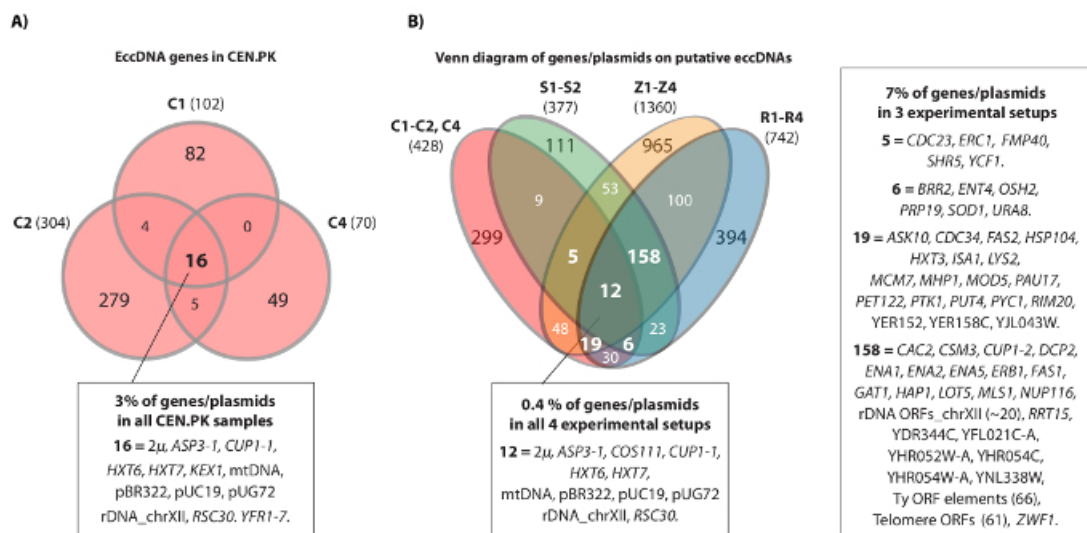 A)
EccDNA genes in CEN.PK
C1 (102)
82
C2 (304)
4
0
C4 (70)
16
279
5
49
3% of genes/plasmids
in all CEN.PK samples
16 = 2μ, ASP3-1, CUP1-1,
HXT6, HXT7, KEX1, mtDNA,
pBR322, pUC19, pUG72
rDNA_chrXII, RSC30. YFR1-7.
B)
Venn diagram of genes/plasmids on putative eccDNAs
S1-S2
(377)
Z1-Z4
(1360)
C1-C2, C4
(428)
R1-R4
(742)
111
965
53
9
100
299
394
5
158
12
48
23
19
6
30
0.4 % of genes/plasmids
in all 4 experimental setups
12 = 2μ, ASP3-1, COS111, CUP1-1,
HXT6, HXT7,
mtDNA, pBR322, pUC19, pUG72
rDNA_chrXII, RSC30.
7% of genes/plasmids
in 3 experimental setups
5 = CDC23, ERC1, FMP40,
SHR5, YCF1.
6 = BRR2, ENT4, OSH2,
PRP19, SOD1, URA8.
19 = ASK10, CDC34, FAS2, HSP104,
HXT3, ISA1, LYS2,
MCM7, MHP1, MOD5, PAU17,
PET122, PTK1, PUT4, PYC1, RIM20,
YER152, YER158C, YJL043W.
158 = CAC2, CSM3, CUP1-2, DCP2,
ENA1, ENA2, ENA5, ERB1, FAS1,
GAT1, HAP1, LOT5, MLS1, NUP116,
rDNA ORFs_chrXII (~20), RRT15,
YDR344C, YFL021C-A,
YHR052W-A, YHR054C,
YHR054W-A, YNL338W,
Ty ORF elements (66),
Telomere ORFs (61), ZWF1.